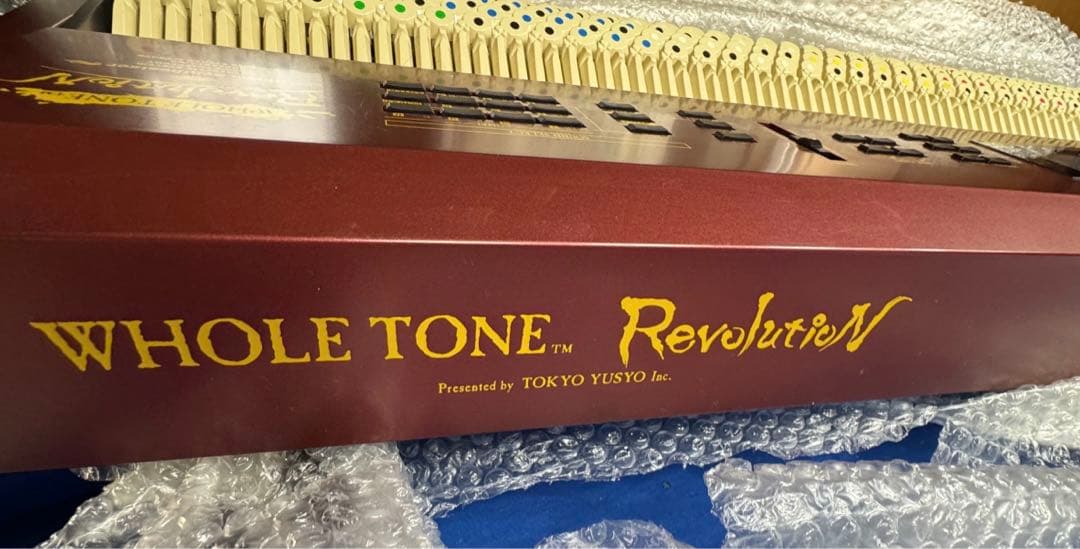 WHOLE TONE™ RevolutioN
Presented by TOKYO YUSYO Inc.